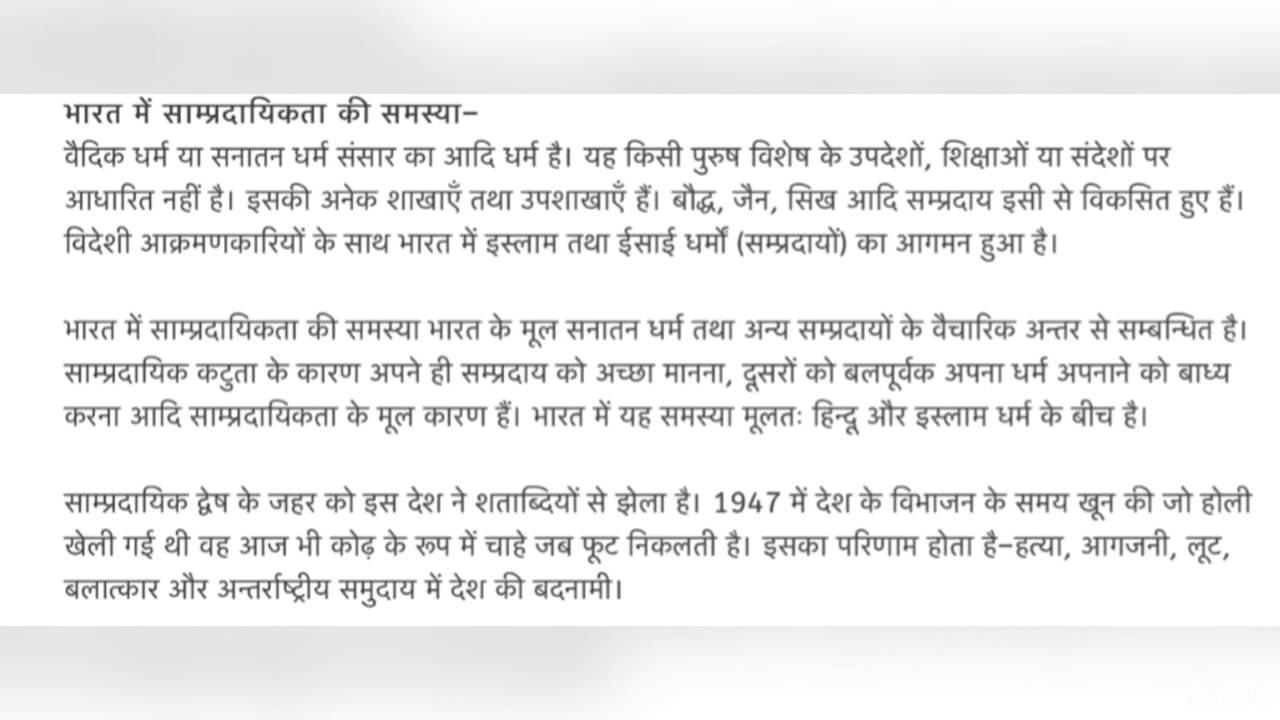 भारत में साम्प्रदायिकता की समस्या–
वैदिक धर्म या सनातन धर्म संसार का आदि धर्म है। यह किसी पुरुष विशेष के उपदेशों, शिक्षाओं या संदेशों पर
आधारित नहीं है। इसकी अनेक शाखाएँ तथा उपशाखाएँ हैं। बौद्ध, जैन, सिख आदि सम्प्रदाय इसी से विकसित हुए हैं।
विदेशी आक्रमणकारियों के साथ भारत में इस्लाम तथा ईसाई धर्मों (सम्प्रदायों) का आगमन हुआ है।
भारत में साम्प्रदायिकता की समस्या भारत के मूल सनातन धर्म तथा अन्य सम्प्रदायों के वैचारिक अन्तर से सम्बन्धित है।
साम्प्रदायिक कटुता के कारण अपने ही सम्प्रदाय को अच्छा मानना, दूसरों को बलपूर्वक अपना धर्म अपनाने को बाध्य
करना आदि साम्प्रदायिकता के मूल कारण हैं। भारत में यह समस्या मूलतः हिन्दू और इस्लाम धर्म के बीच है।
साम्प्रदायिक द्वेष के जहर को इस देश ने शताब्दियों से झेला है। 1947 में देश के विभाजन के समय खून की जो होली
खेली गई थी वह आज भी कोढ़ के रूप में चाहे जब फूट निकलती है। इसका परिणाम होता है–हत्या, आगजनी, लूट,
बलात्कार और अन्तर्राष्ट्रीय समुदाय में देश की बदनामी।